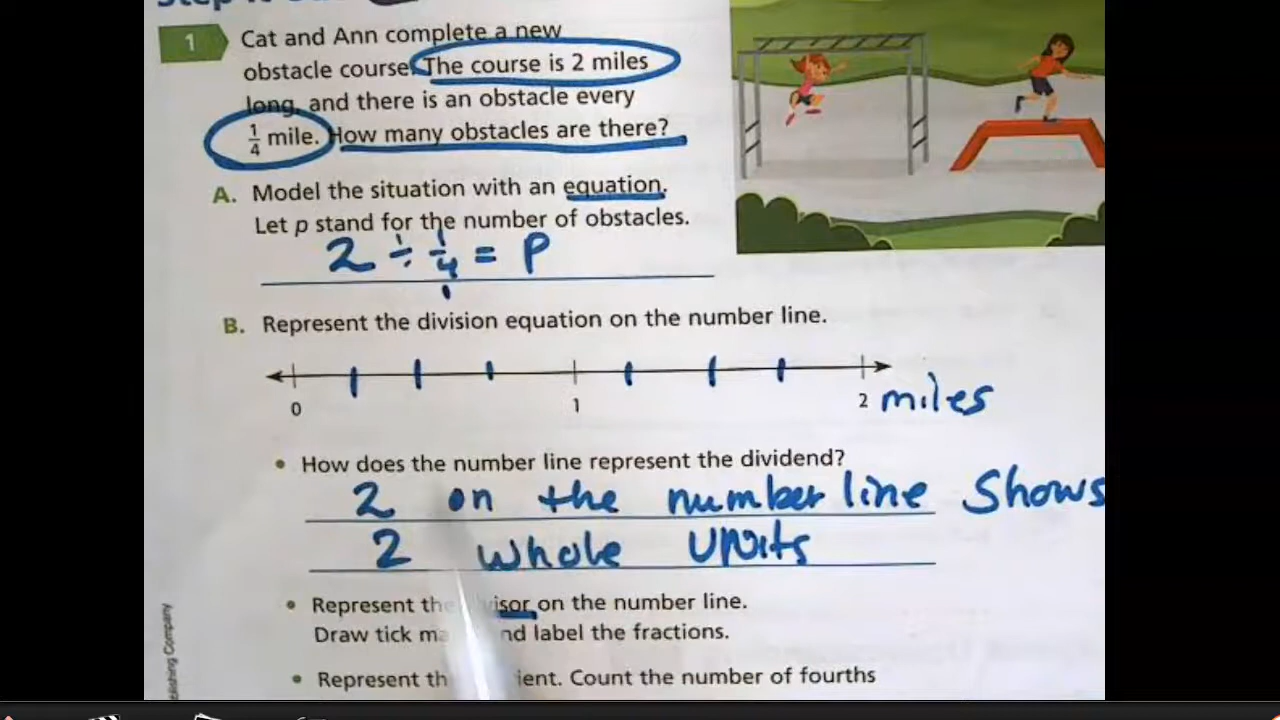 1 Cat and Ann complete a new
obstacle course. The course is 2 miles
long, and there is an obstacle every
1/4 mile. How many obstacles are there?
A. Model the situation with an equation.
Let p stand for the number of obstacles.
2 ÷ 1/4 = P
B. Represent the division equation on the number line.
0 1 2 miles
• How does the number line represent the dividend?
2 on the number line Shows
2 whole units
• Represent the visor on the number line.
Draw tick ma nd label the fractions.
• Represent th ient. Count the number of fourths
blishing Company